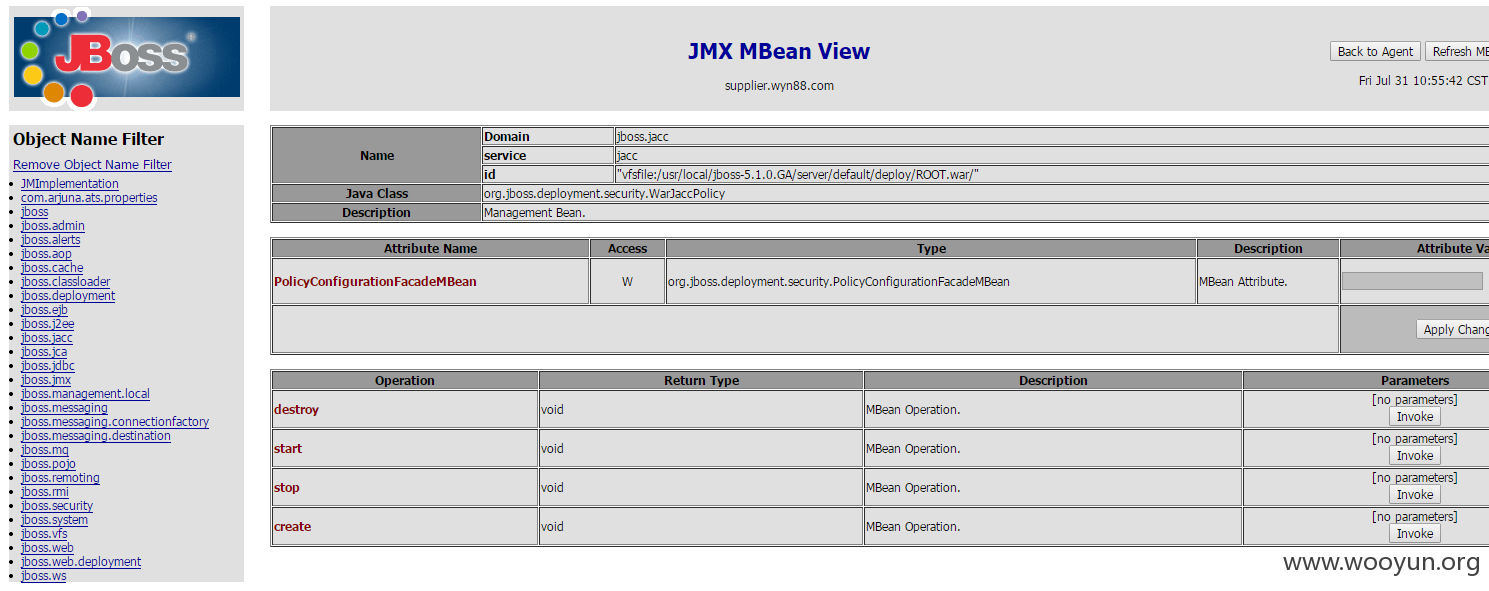 JBoss®
JMX MBean View
supplier.wyn88.com
Back to Agent Refresh MB
Fri Jul 31 10:55:42 CST
Object Name Filter
Remove Object Name Filter
JMImplementation
com.arjuna.ats.properties
jboss
jboss.admin
jboss.alerts
jboss.aop
jboss.cache
jboss.classloader
jboss.deployment
jboss.ejb
jboss.j2ee
jboss.jacc
jboss.jca
jboss.jdbc
jboss.jmx
jboss.management.local
jboss.messaging
jboss.messaging.connectionfactory
jboss.messaging.destination
jboss.mq
jboss.pojo
jboss.remoting
jboss.rmi
jboss.security
jboss.system
jboss.vfs
jboss.web
jboss.web.deployment
jboss.ws
Name Domain jboss.jacc
service jacc
id "vfsfile:/usr/local/jboss-5.1.0.GA/server/default/deploy/ROOT.war/"
Java Class org.jboss.deployment.security.WarJaccPolicy
Description Management Bean.
Attribute Name Access Type Description Attribute Va
PolicyConfigurationFacadeMBean W org.jboss.deployment.security.PolicyConfigurationFacadeMBean MBean Attribute.
Apply Chang
Operation Return Type Description Parameters
destroy void MBean Operation. [no parameters]
Invoke
start void MBean Operation. [no parameters]
Invoke
stop void MBean Operation. [no parameters]
Invoke
create void MBean Operation. [no parameters]
Invoke
www.wooyun.org